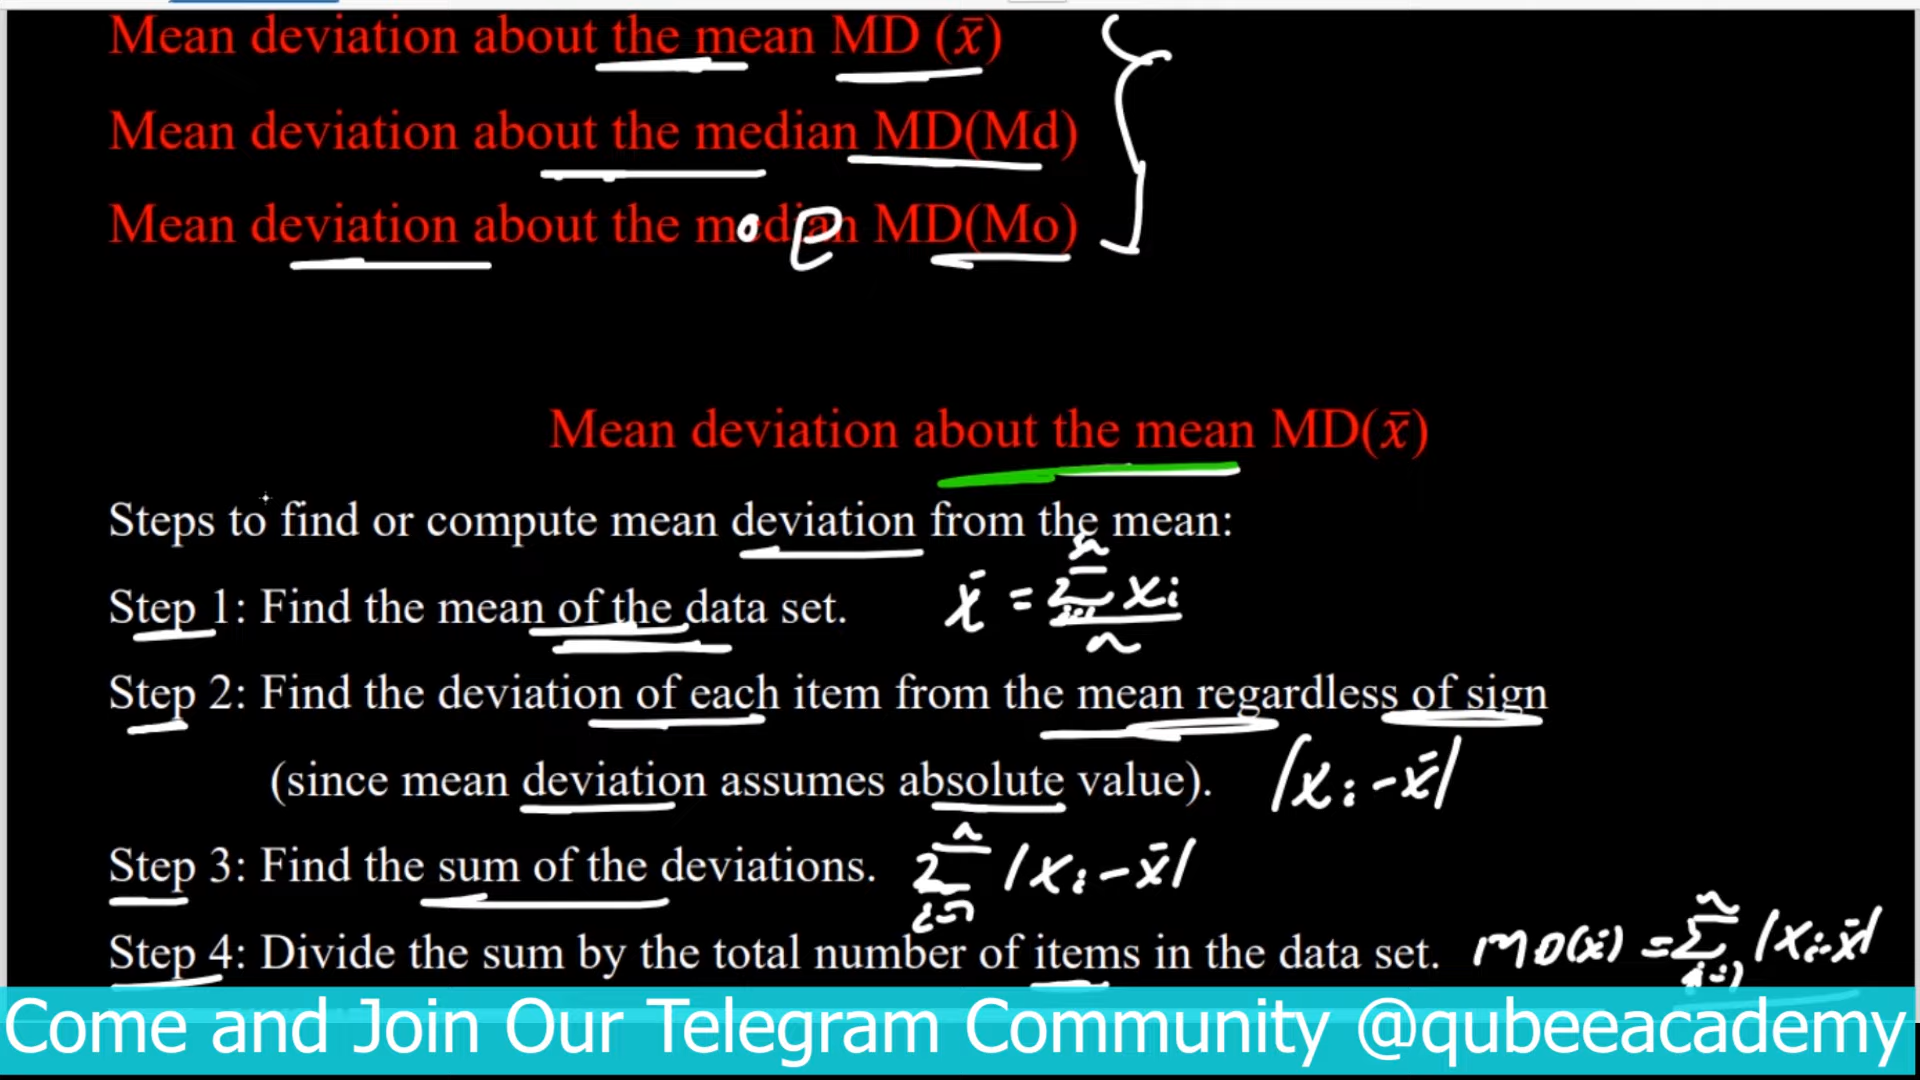 Mean deviation about the mean MD (x̄)
Mean deviation about the median MD(Md)
Mean deviation about the median MD(Mo)
o e
Mean deviation about the mean MD(x̄)
Steps to find or compute mean deviation from the mean:
Step 1: Find the mean of the data set. x̄ = ∑ xi / n
Step 2: Find the deviation of each item from the mean regardless of sign
(since mean deviation assumes absolute value). |xi - x̄|
Step 3: Find the sum of the deviations. ∑ |xi - x̄|
Step 4: Divide the sum by the total number of items in the data set. MD(x̄) = ∑ |xi - x̄|
Come and Join Our Telegram Community @qubeeacademy